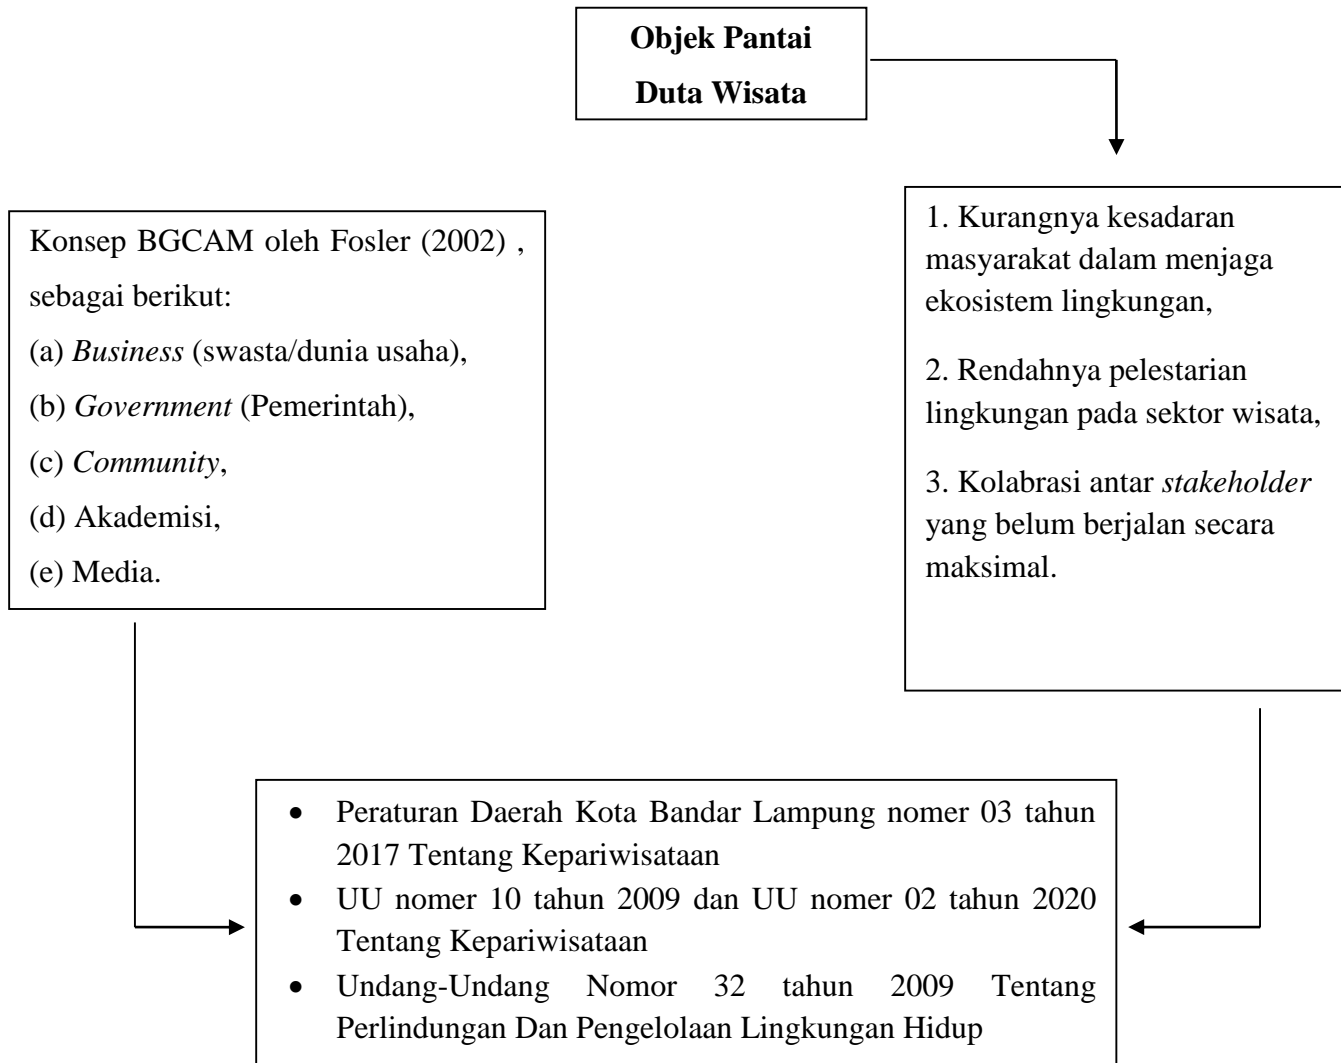 Objek Pantai
Duta Wisata
Konsep BGCAM oleh Fosler (2002) ,
sebagai berikut:
(a) Business (swasta/dunia usaha),
(b) Government (Pemerintah),
(c) Community,
(d) Akademisi,
(e) Media.
1. Kurangnya kesadaran
masyarakat dalam menjaga
ekosistem lingkungan,
2. Rendahnya pelestarian
lingkungan pada sektor wisata,
3. Kolabrasi antar stakeholder
yang belum berjalan secara
maksimal.
• Peraturan Daerah Kota Bandar Lampung nomer 03 tahun
2017 Tentang Kepariwisataan
• UU nomer 10 tahun 2009 dan UU nomer 02 tahun 2020
Tentang Kepariwisataan
• Undang-Undang Nomor 32 tahun 2009 Tentang
Perlindungan Dan Pengelolaan Lingkungan Hidup